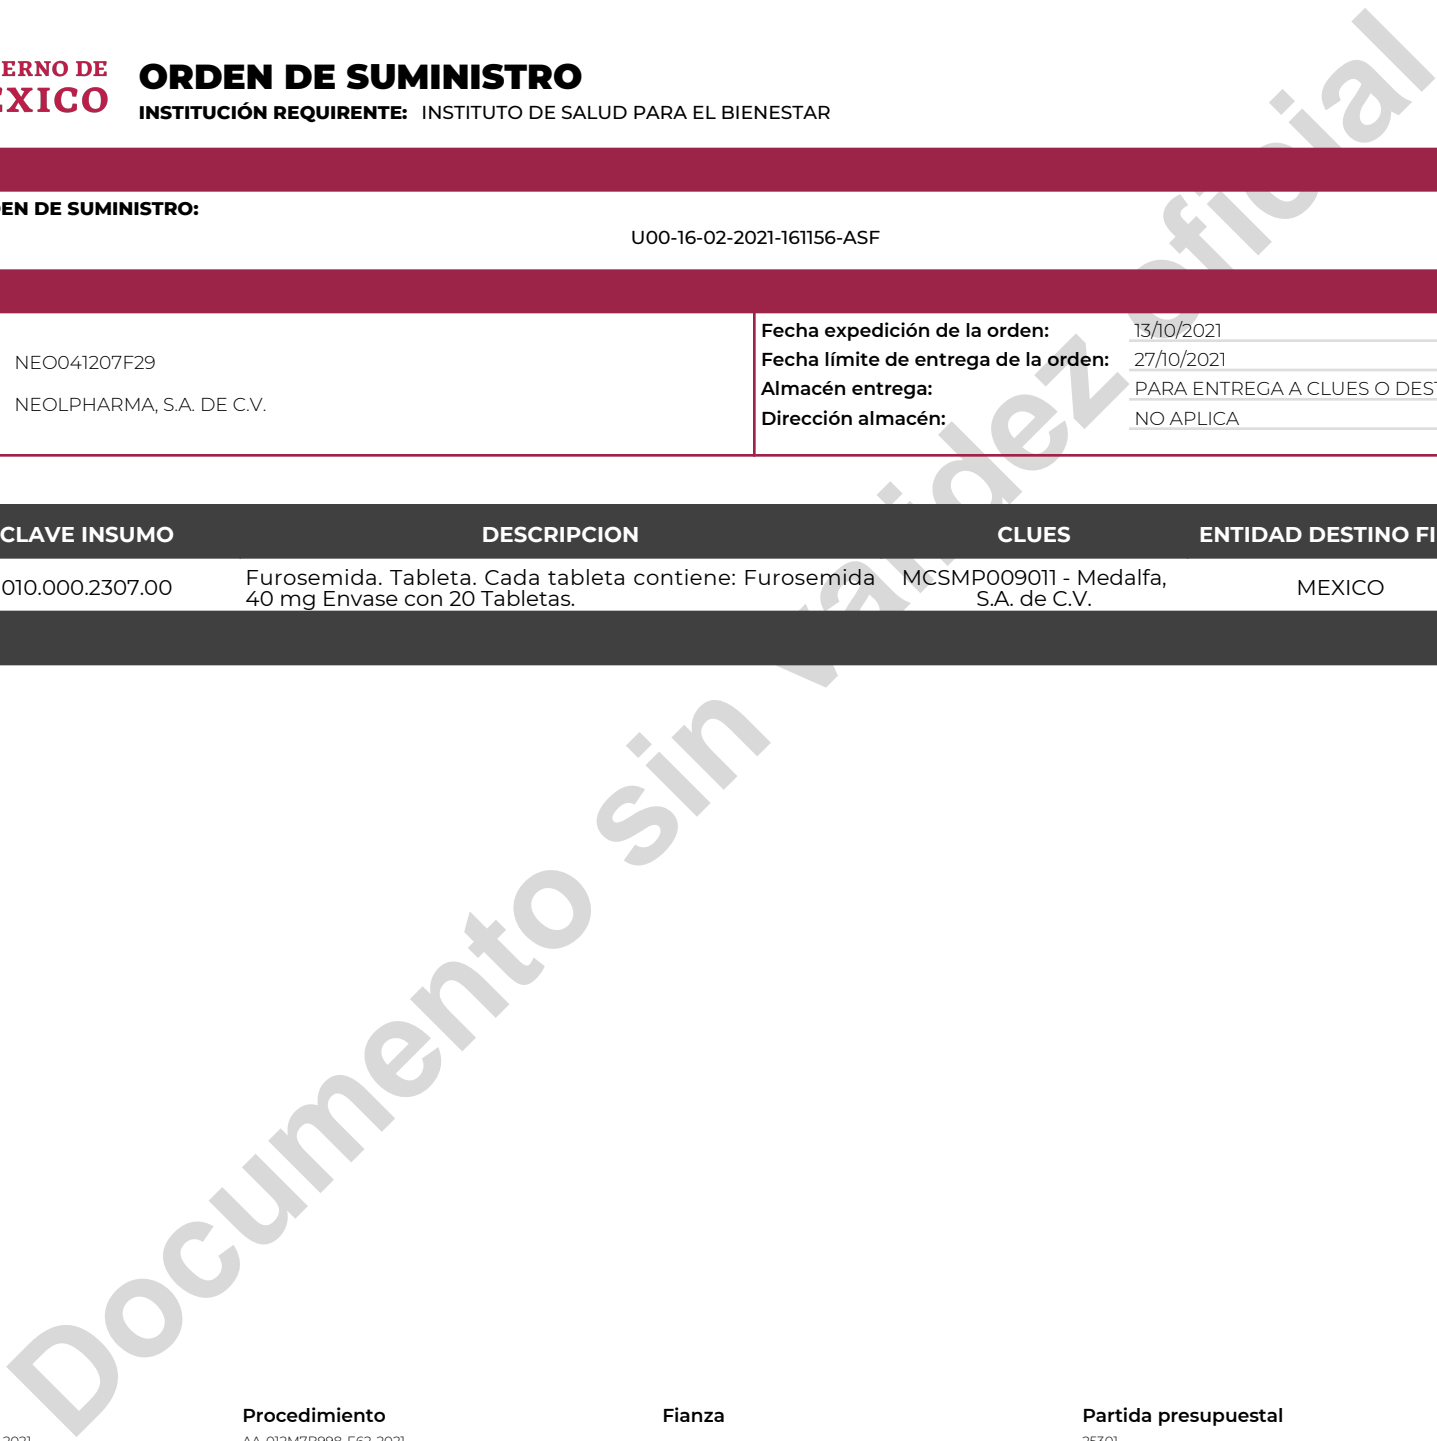 ERNO DE
EXICO
ORDEN DE SUMINISTRO
INSTITUCIÓN REQUIRENTE: INSTITUTO DE SALUD PARA EL BIENESTAR
EN DE SUMINISTRO:
U00-16-02-2021-161156-ASF
NEO041207F29
NEOLPHARMA, S.A. DE C.V.
Fecha expedición de la orden: 13/10/2021
Fecha límite de entrega de la orden: 27/10/2021
Almacén entrega: PARA ENTREGA A CLUES O DEST
Dirección almacén: NO APLICA
CLAVE INSUMO DESCRIPCION CLUES ENTIDAD DESTINO FI
010.000.2307.00 Furosemida. Tableta. Cada tableta contiene: Furosemida 40 mg Envase con 20 Tabletas. MCSMP009011 - Medalfa, S.A. de C.V. MEXICO
Documento sin validez oficial
Procedimiento Fianza Partida presupuestal